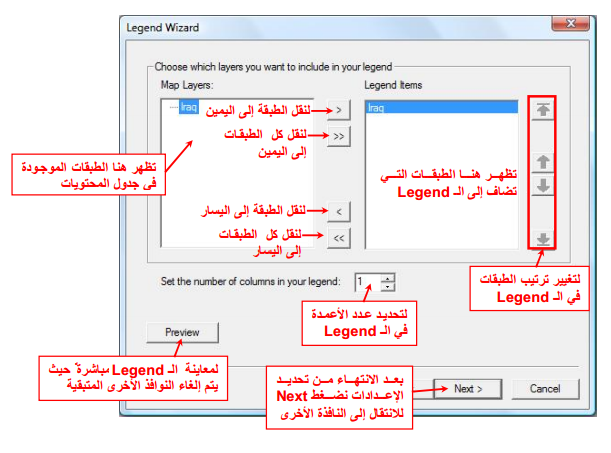 Legend Wizard
Choose which layers you want to include in your legend
Map Layers:
Legend Items
Iraq
Iraq
لنقل الطبقة إلى اليمين
>
لنقل كل الطبقات
إلى اليمين
>>
تظهر هنا الطبقات الموجودة
في جدول المحتويات
تظهر هنا الطبقات التي
تضاف إلى الـ Legend
لنقل الطبقة إلى اليسار
<
لنقل كل الطبقات
إلى اليسار
<<
لتغيير ترتيب الطبقات
في الـ Legend
Set the number of columns in your legend:
1
لتحديد عدد الأعمدة
في الـ Legend
Preview
لمعاينة الـ Legend مباشرةً حيث
يتم إلغاء النوافذ الأخرى المتبقية
بعد الانتهاء من تحديد
الإعدادات نضغط Next
للانتقال إلى النافذة الأخرى
Next >
Cancel